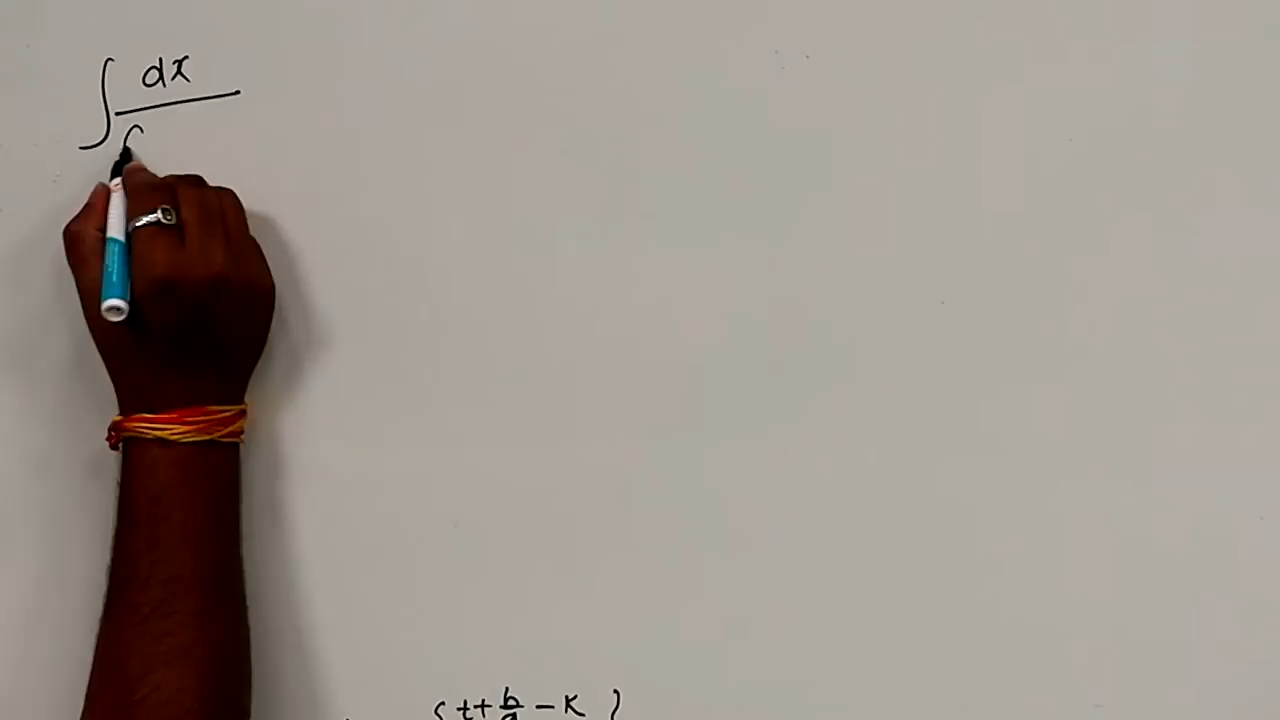 ∫ dx /
{ t + b/a - K }